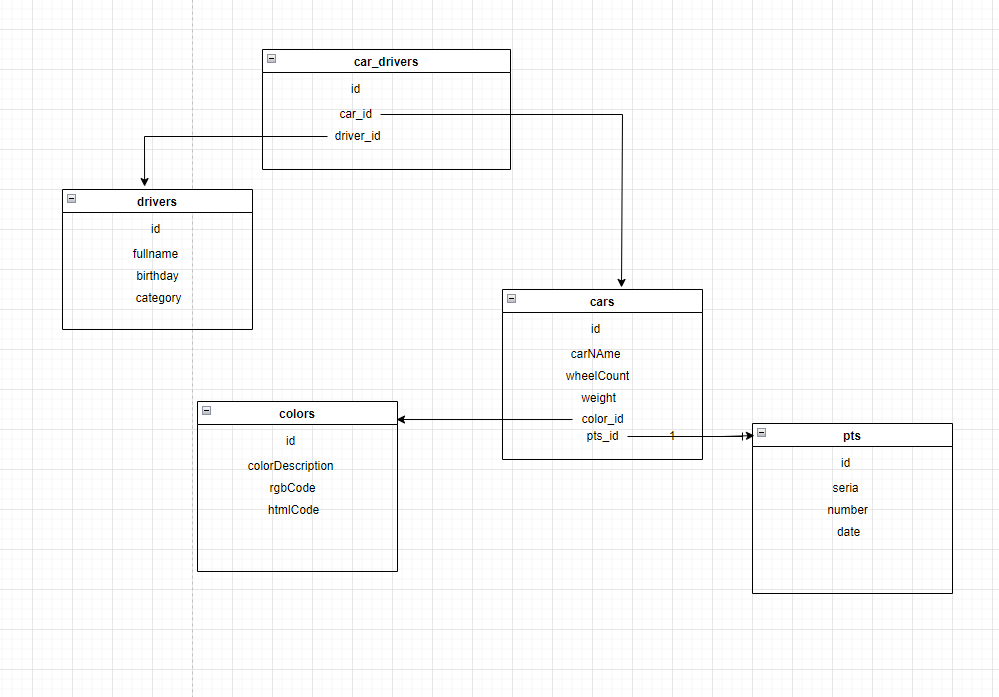 car_drivers
id
car_id
driver_id
drivers
id
fullname
birthday
category
cars
id
carNAme
wheelCount
weight
color_id
pts_id
1
colors
id
colorDescription
rgbCode
htmlCode
pts
id
seria
number
date